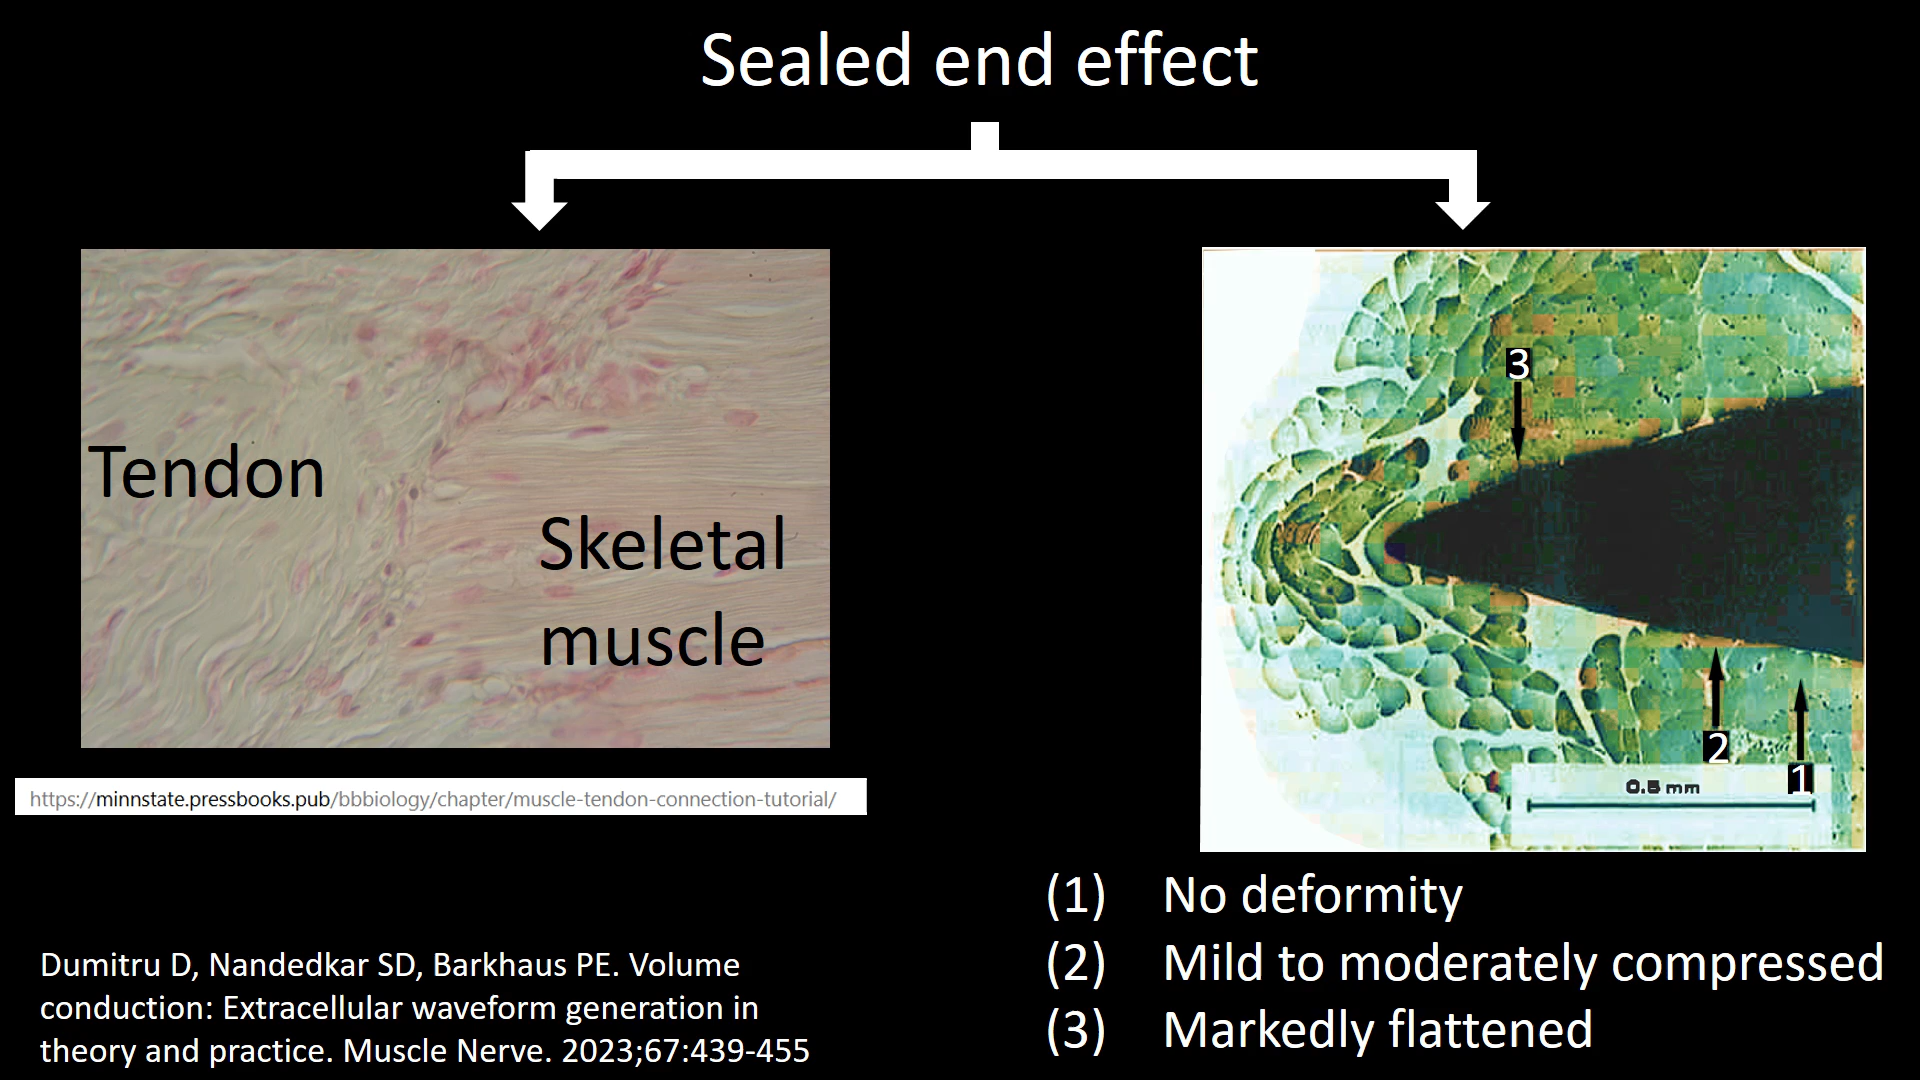 Sealed end effect
Tendon
Skeletal
muscle
https://minnstate.pressbooks.pub/bbbiology/chapter/muscle-tendon-connection-tutorial/
3
2
1
0.5 mm
(1) No deformity
(2) Mild to moderately compressed
(3) Markedly flattened
Dumitru D, Nandedkar SD, Barkhaus PE. Volume
conduction: Extracellular waveform generation in
theory and practice. Muscle Nerve. 2023;67:439-455